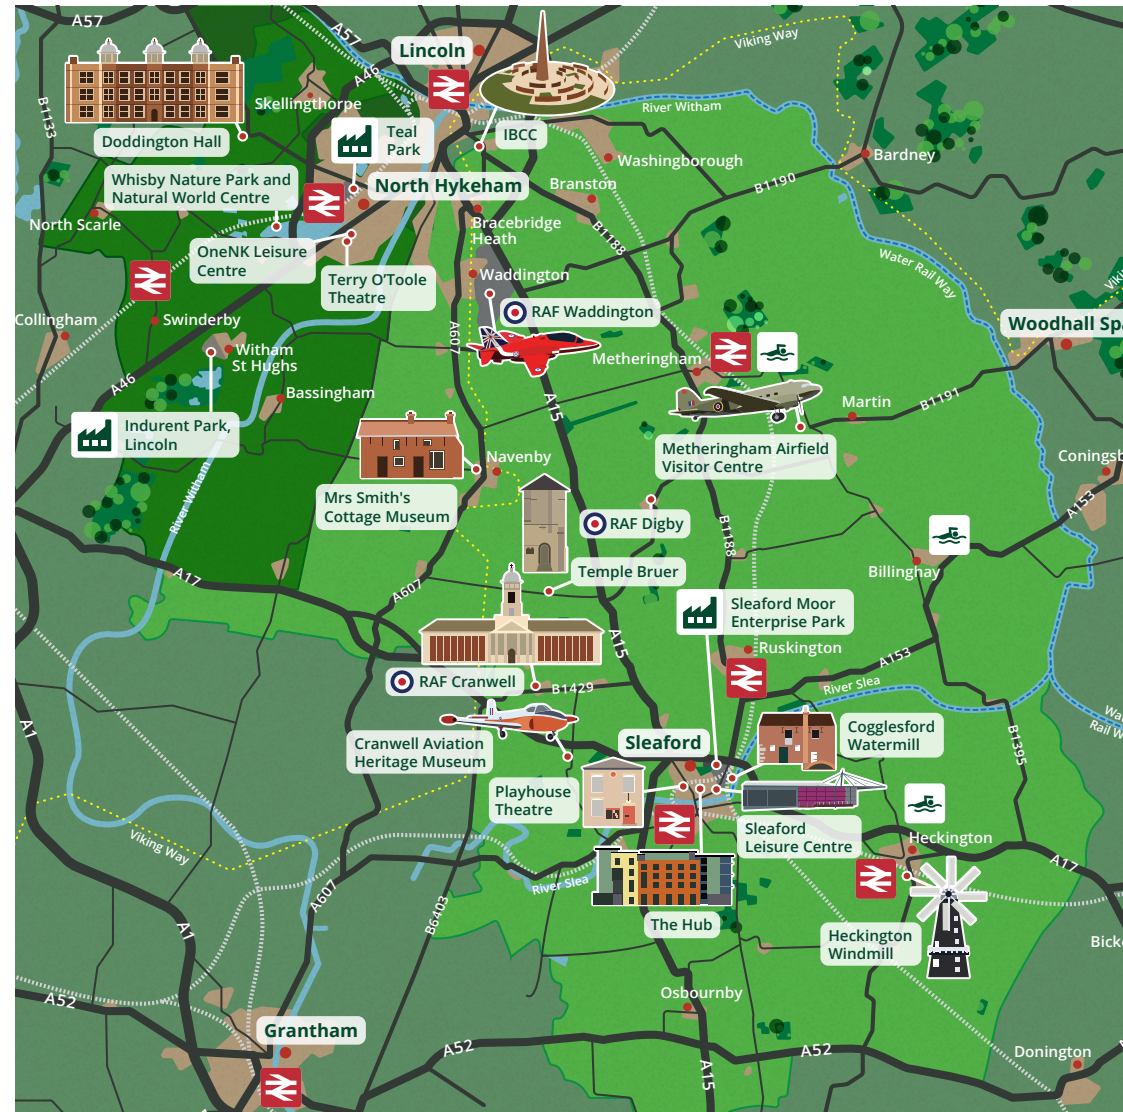 A57
A57
Lincoln
A46
Viking Way
B1133
Skellingthorpe
River Witham
Doddington Hall
Teal
Park
IBCC
Washingborough
Bardney
Whisby Nature Park and
Natural World Centre
North Hykeham
Branston
B1190
North Scarle
Bracebridge
Heath
B1188
OneNK Leisure
Centre
Terry O'Toole
Theatre
Waddington
Water Rail Way
Collingham
Swinderby
RAF Waddington
Woodhall Spa
A607
Witham
St Hughs
Metheringham
A46
Bassingham
A15
Martin
B1191
Indurent Park,
Lincoln
Metheringham Airfield
Visitor Centre
Navenby
Coningsb
Mrs Smith's
Cottage Museum
River Witham
RAF Digby
B1188
A153
Billinghay
A17
A607
Temple Bruer
Sleaford Moor
Enterprise Park
A15
Ruskington
A153
RAF Cranwell
B1429
River Slea
Cranwell Aviation
Heritage Museum
Sleaford
Cogglesford
Watermill
A1
Wa
Rail W
B1395
Playhouse
Theatre
Sleaford
Leisure Centre
Heckington
Viking Way
A17
River Slea
A607
B6403
The Hub
Heckington
Windmill
A1
Bick
A52
Osbournby
Grantham
A52
A15
A52
Donington